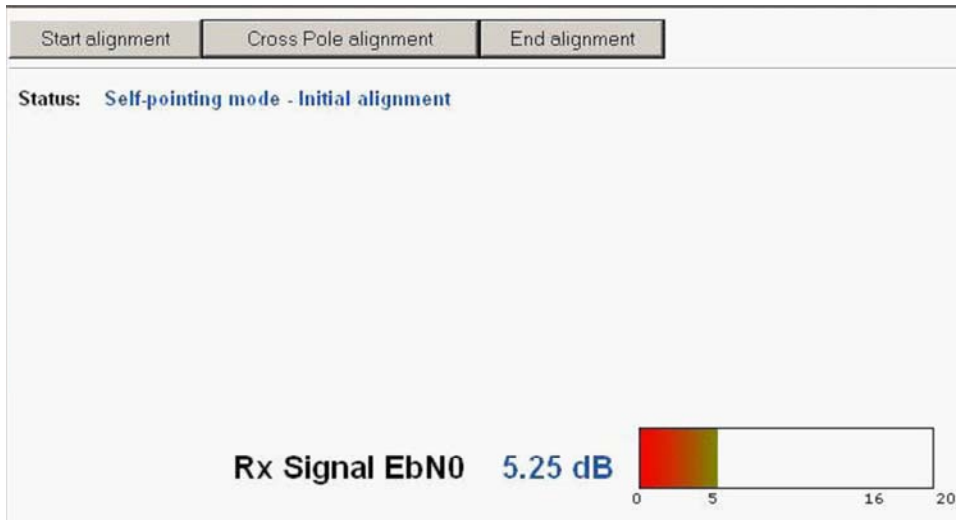 Start alignment Cross Pole alignment End alignment
Status: Self-pointing mode - Initial alignment
Rx Signal EbN0 5.25 dB
0 5 16 20